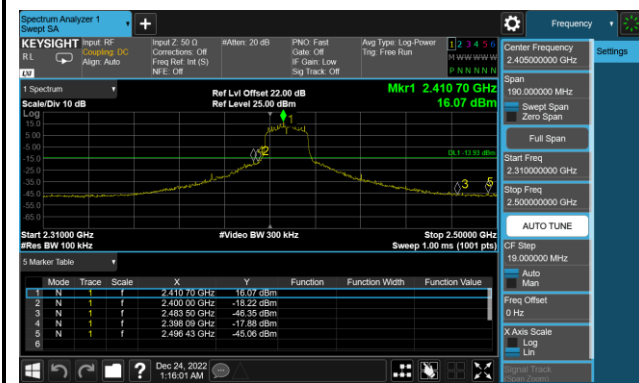 Spectrum Analyzer 1
Swept SA
+
Frequency
KEYSIGHT
RL
Input: RF
Coupling: DC
Align: Auto
Input Z: 50 Ω
Corrections: Off
Freq Ref: Int (S)
NFE: Off
#Atten: 20 dB
PNO: Fast
Gate: Off
IF Gain: Low
Sig Track: Off
Avg Type: Log-Power
Trig: Free Run
1 2 3 4 5 6
M W W W W W
P N N N N N
LXI
1 Spectrum
Scale/Div 10 dB
Ref Lvl Offset 22.00 dB
Ref Level 25.00 dBm
Mkr1 2.410 70 GHz
16.07 dBm
Log
15.0
5.00
-5.00
-15.0
-25.0
-35.0
-45.0
-55.0
-65.0
1
2
3
5
DL1 -13.93 dBm
Start 2.31000 GHz
#Res BW 100 kHz
#Video BW 300 kHz
Stop 2.50000 GHz
Sweep 1.00 ms (1001 pts)
5 Marker Table
Mode Trace Scale X Y Function Function Width Function Value
1 N 1 f 2.410 70 GHz 16.07 dBm
2 N 1 f 2.400 00 GHz -18.22 dBm
3 N 1 f 2.483 50 GHz -46.35 dBm
4 N 1 f 2.398 09 GHz -17.88 dBm
5 N 1 f 2.496 43 GHz -45.06 dBm
6
Dec 24, 2022
1:16:01 AM
Center Frequency
2.405000000 GHz
Settings
Span
190.000000 MHz
Swept Span
Zero Span
Full Span
Start Freq
2.310000000 GHz
Stop Freq
2.500000000 GHz
AUTO TUNE
CF Step
19.000000 MHz
Auto
Man
Freq Offset
0 Hz
X Axis Scale
Log
Lin
Signal Track
(Span Zoom)